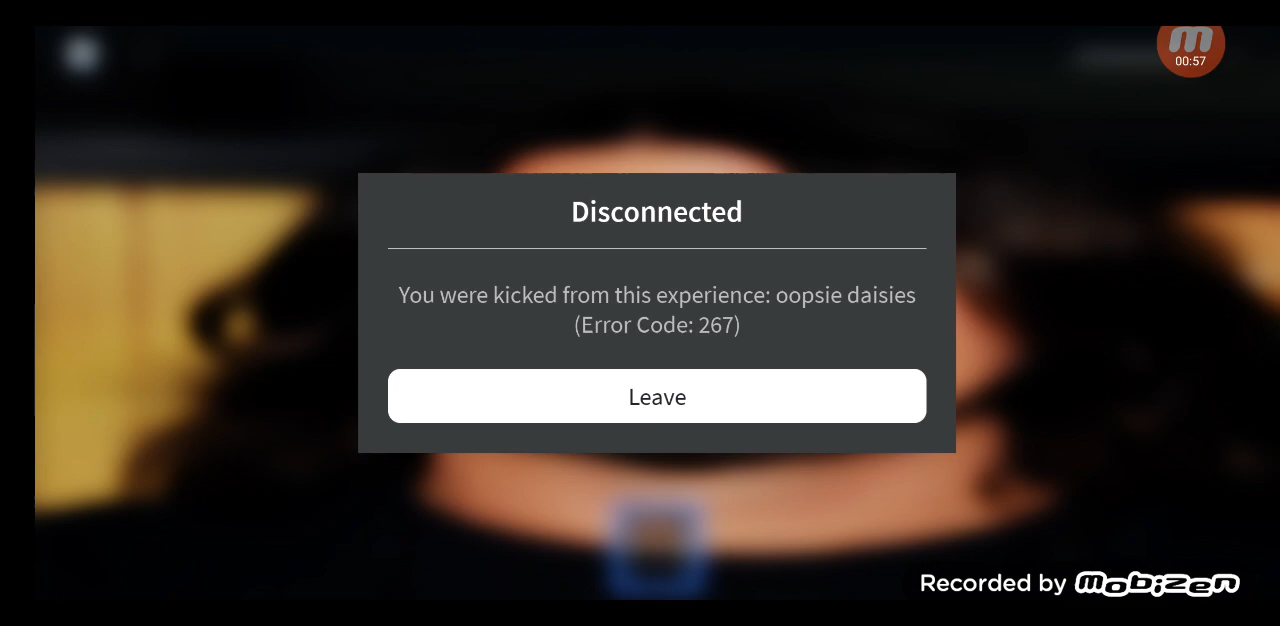 m
00:57
Disconnected
You were kicked from this experience: oopsie daisies
(Error Code: 267)
Leave
Recorded by mobizen